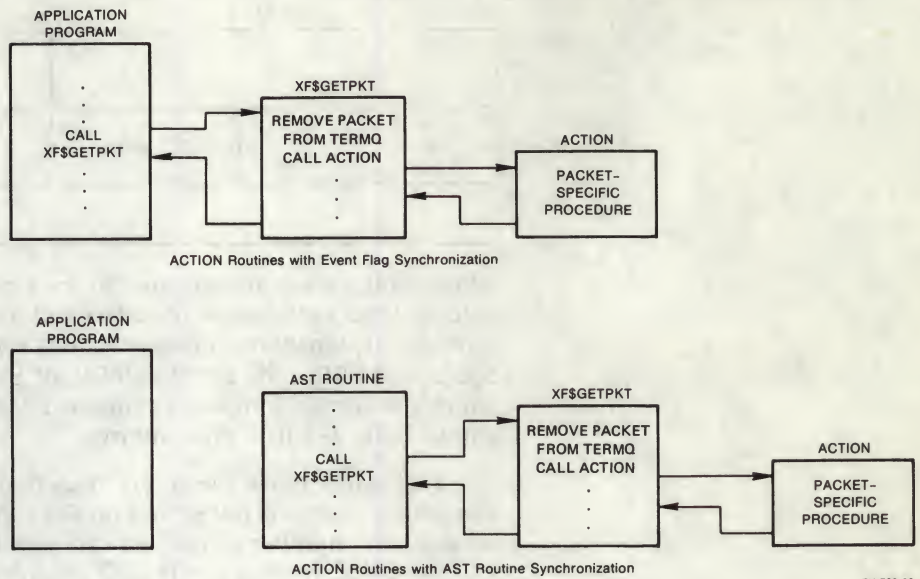 APPLICATION
PROGRAM
.
.
.
CALL
XF$GETPKT
.
.
.
XF$GETPKT
REMOVE PACKET
FROM TERMQ
CALL ACTION
.
.
.
ACTION
PACKET-
SPECIFIC
PROCEDURE
ACTION Routines with Event Flag Synchronization
APPLICATION
PROGRAM
AST ROUTINE
.
.
.
CALL
XF$GETPKT
.
.
.
XF$GETPKT
REMOVE PACKET
FROM TERMQ
CALL ACTION
.
.
.
ACTION
PACKET-
SPECIFIC
PROCEDURE
ACTION Routines with AST Routine Synchronization